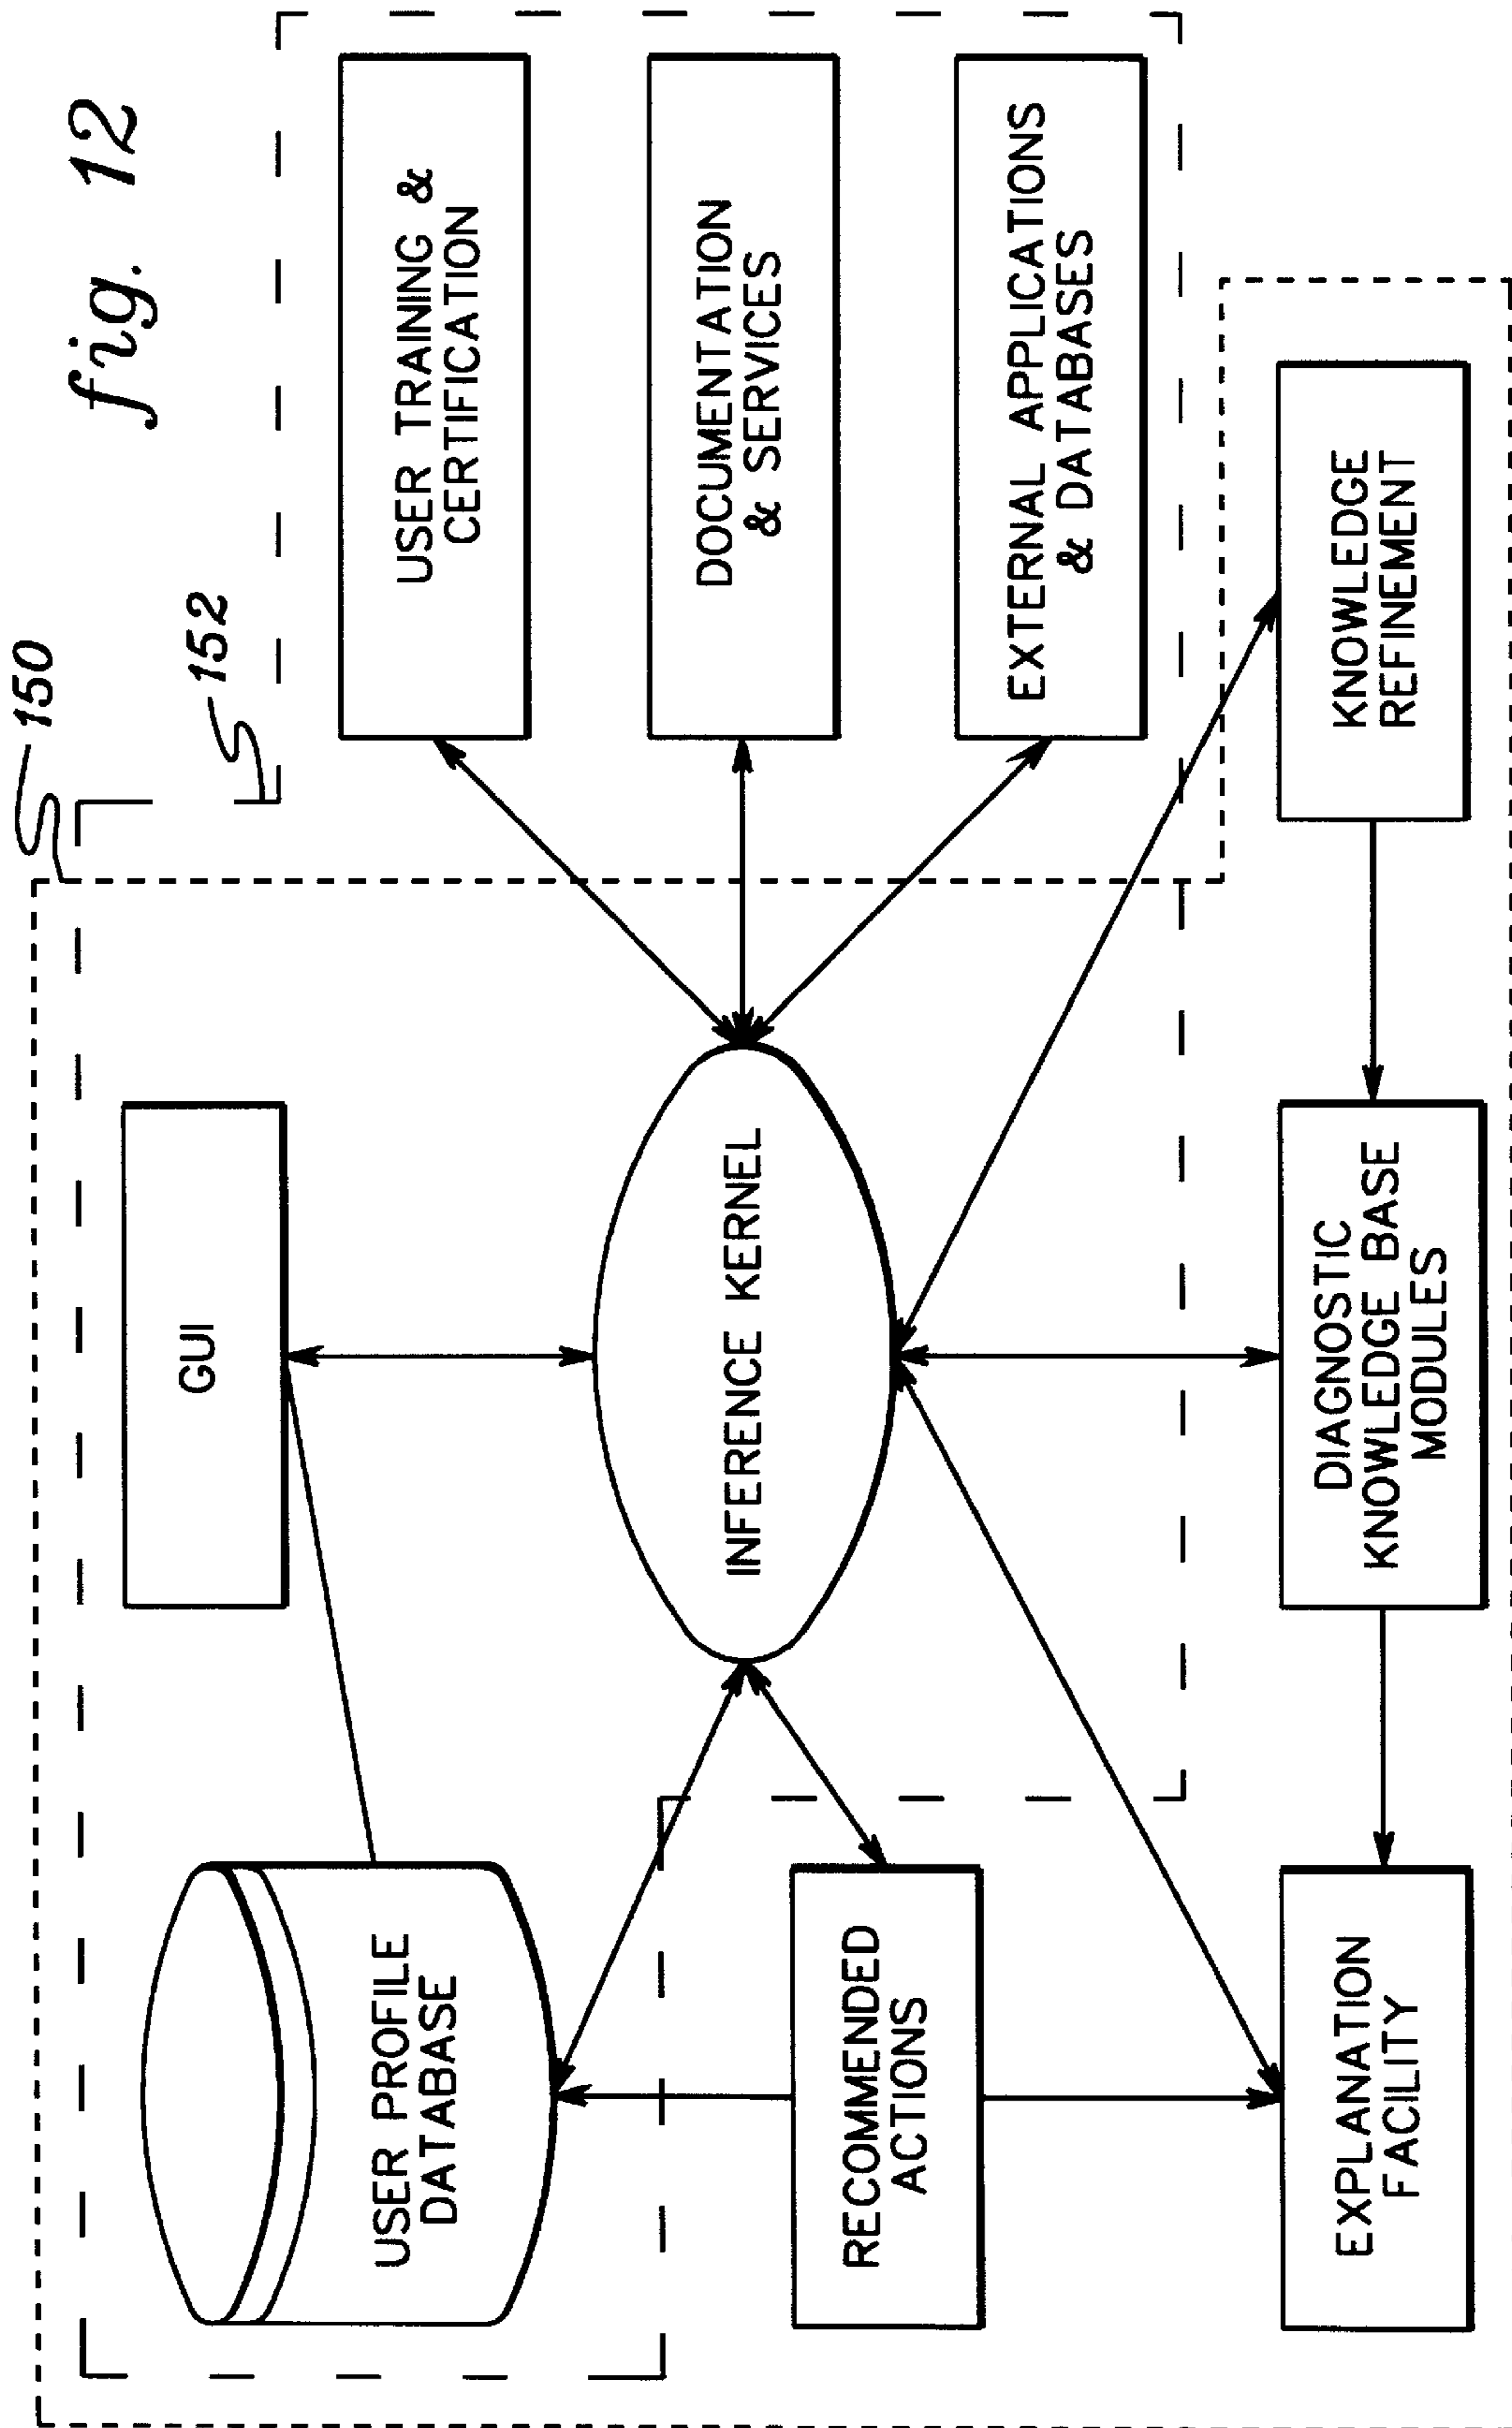 fig. 12
150
152
USER PROFILE
DATABASE
GUI
USER TRAINING &
CERTIFICATION
DOCUMENTATION
& SERVICES
EXTERNAL APPLICATIONS
& DATABASES
INFERENCE KERNEL
RECOMMENDED
ACTIONS
EXPLANATION
FACILITY
DIAGNOSTIC
KNOWLEDGE BASE
MODULES
KNOWLEDGE
REFINEMENT